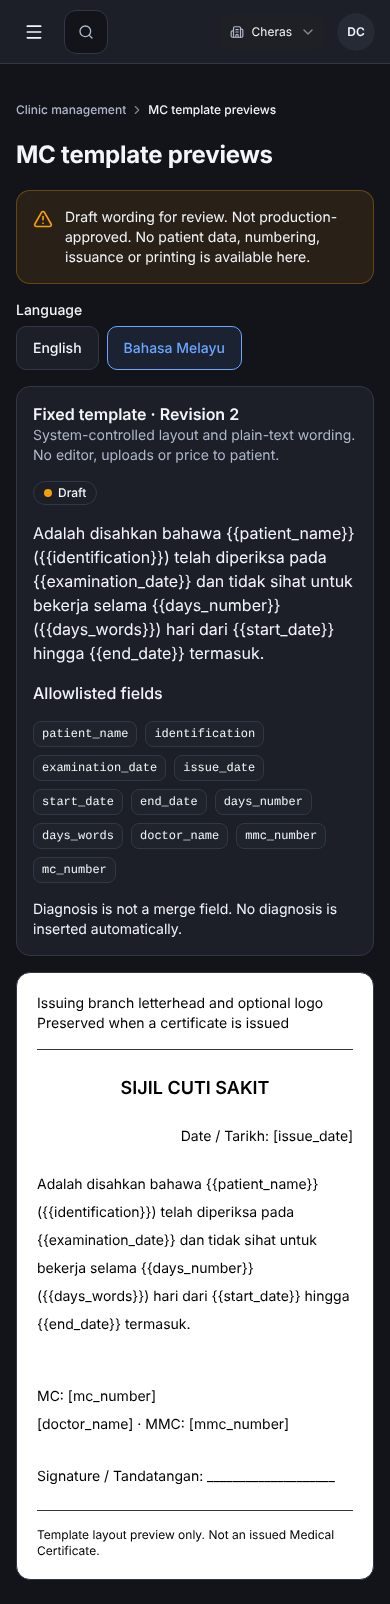 Cheras
DC
Clinic management > MC template previews
MC template previews
Draft wording for review. Not production-
approved. No patient data, numbering,
issuance or printing is available here.
Language
English
Bahasa Melayu
Fixed template · Revision 2
System-controlled layout and plain-text wording.
No editor, uploads or price to patient.
Draft
Adalah disahkan bahawa {{patient_name}}
({{identification}}) telah diperiksa pada
{{examination_date}} dan tidak sihat untuk
bekerja selama {{days_number}}
({{days_words}}) hari dari {{start_date}}
hingga {{end_date}} termasuk.
Allowlisted fields
patient_name identification
examination_date issue_date
start_date end_date days_number
days_words doctor_name mmc_number
mc_number
Diagnosis is not a merge field. No diagnosis is
inserted automatically.
Issuing branch letterhead and optional logo
Preserved when a certificate is issued
SIJIL CUTI SAKIT
Date / Tarikh: [issue_date]
Adalah disahkan bahawa {{patient_name}}
({{identification}}) telah diperiksa pada
{{examination_date}} dan tidak sihat untuk
bekerja selama {{days_number}}
({{days_words}}) hari dari {{start_date}} hingga
{{end_date}} termasuk.
MC: [mc_number]
[doctor_name] · MMC: [mmc_number]
Signature / Tandatangan: ___________________
Template layout preview only. Not an issued Medical
Certificate.